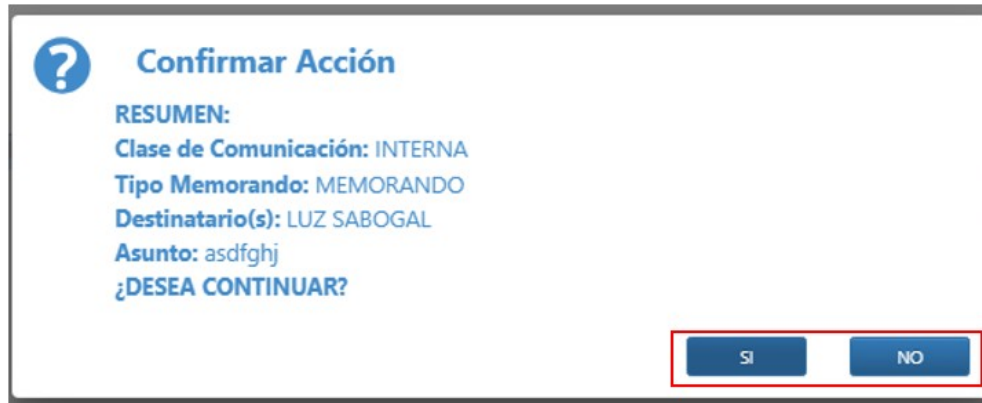 ?
Confirmar Acción
RESUMEN:
Clase de Comunicación: INTERNA
Tipo Memorando: MEMORANDO
Destinatario(s): LUZ SABOGAL
Asunto: asdfghj
¿DESEA CONTINUAR?
SI NO